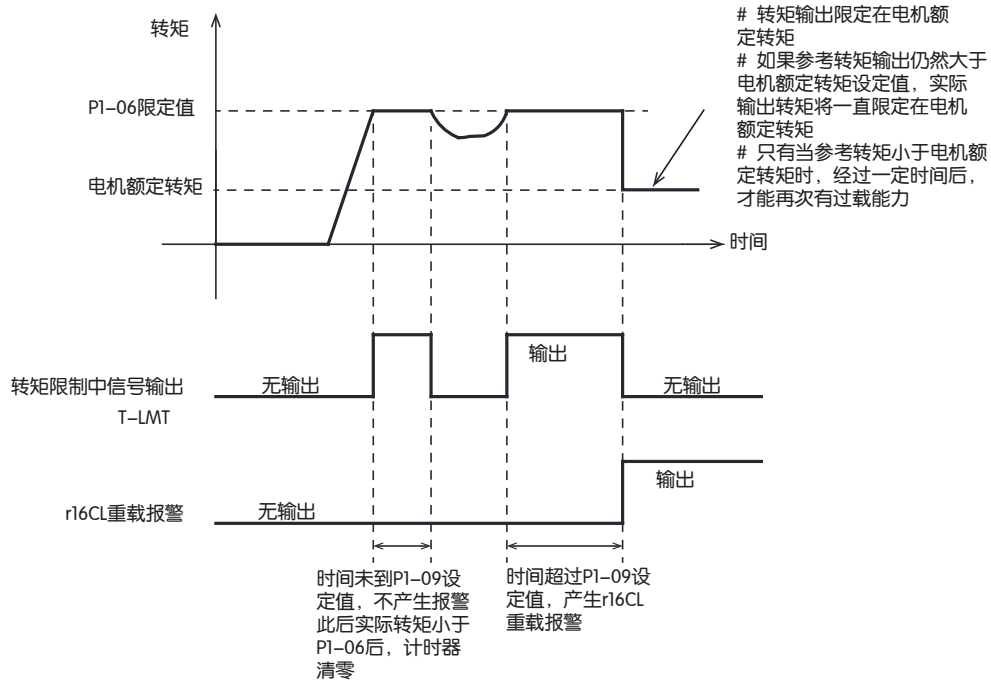 转矩
# 转矩输出限定在电机额
定转矩
# 如果参考转矩输出仍然大于
电机额定转矩设定值，实际
输出转矩将一直限定在电机
额定转矩
# 只有当参考转矩小于电机额
定转矩时，经过一定时间后，
才能再次有过载能力
P1-06限定值
电机额定转矩
时间
转矩限制中信号输出
T-LMT
无输出
输出
无输出
r16CL重载报警
无输出
输出
时间未到P1-09设
定值，不产生报警
此后实际转矩小于
P1-06后，计时器
清零
时间超过P1-09设
定值，产生r16CL
重载报警